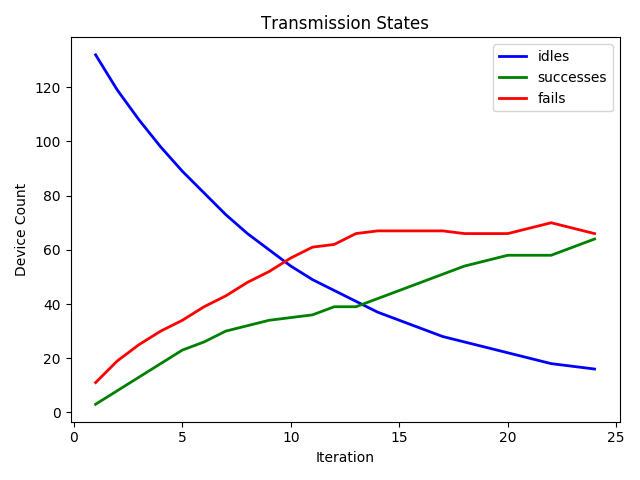 Transmission States
idles
successes
fails
120
100
80
60
40
20
0
Device Count
0 5 10 15 20 25
Iteration